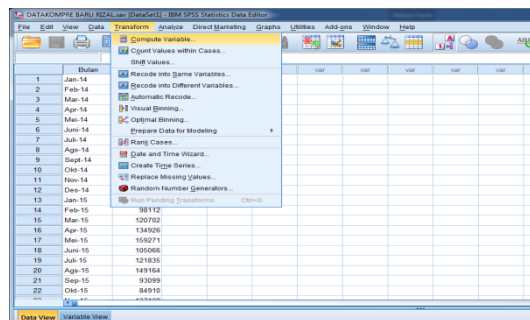 DATAKOMPRE BARU RIZAL.sav [DataSet1] - IBM SPSS Statistics Data Editor
File Edit View Data Transform Analyze Direct Marketing Graphs Utilities Add-ons Window Help
Compute Variable...
Count Values within Cases...
Shift Values...
Recode into Same Variables...
Recode into Different Variables...
Automatic Recode...
Visual Binning...
Optimal Binning...
Prepare Data for Modeling
Rank Cases...
Date and Time Wizard...
Create Time Series...
Replace Missing Values...
Random Number Generators...
Run Pending Transforms Ctrl+G
Bulan var var var var var
1 Jan-14
2 Feb-14
3 Mar-14
4 Apr-14
5 Mei-14
6 Juni-14
7 Juli-14
8 Ags-14
9 Sept-14
10 Okt-14
11 Nov-14
12 Des-14
13 Jan-15
14 Feb-15 98112
15 Mar-15 120702
16 Apr-15 134926
17 Mei-15 159271
18 Juni-15 105066
19 Juli-15 121835
20 Ags-15 149164
21 Sep-15 93099
22 Okt-15 84910
Data View Variable View